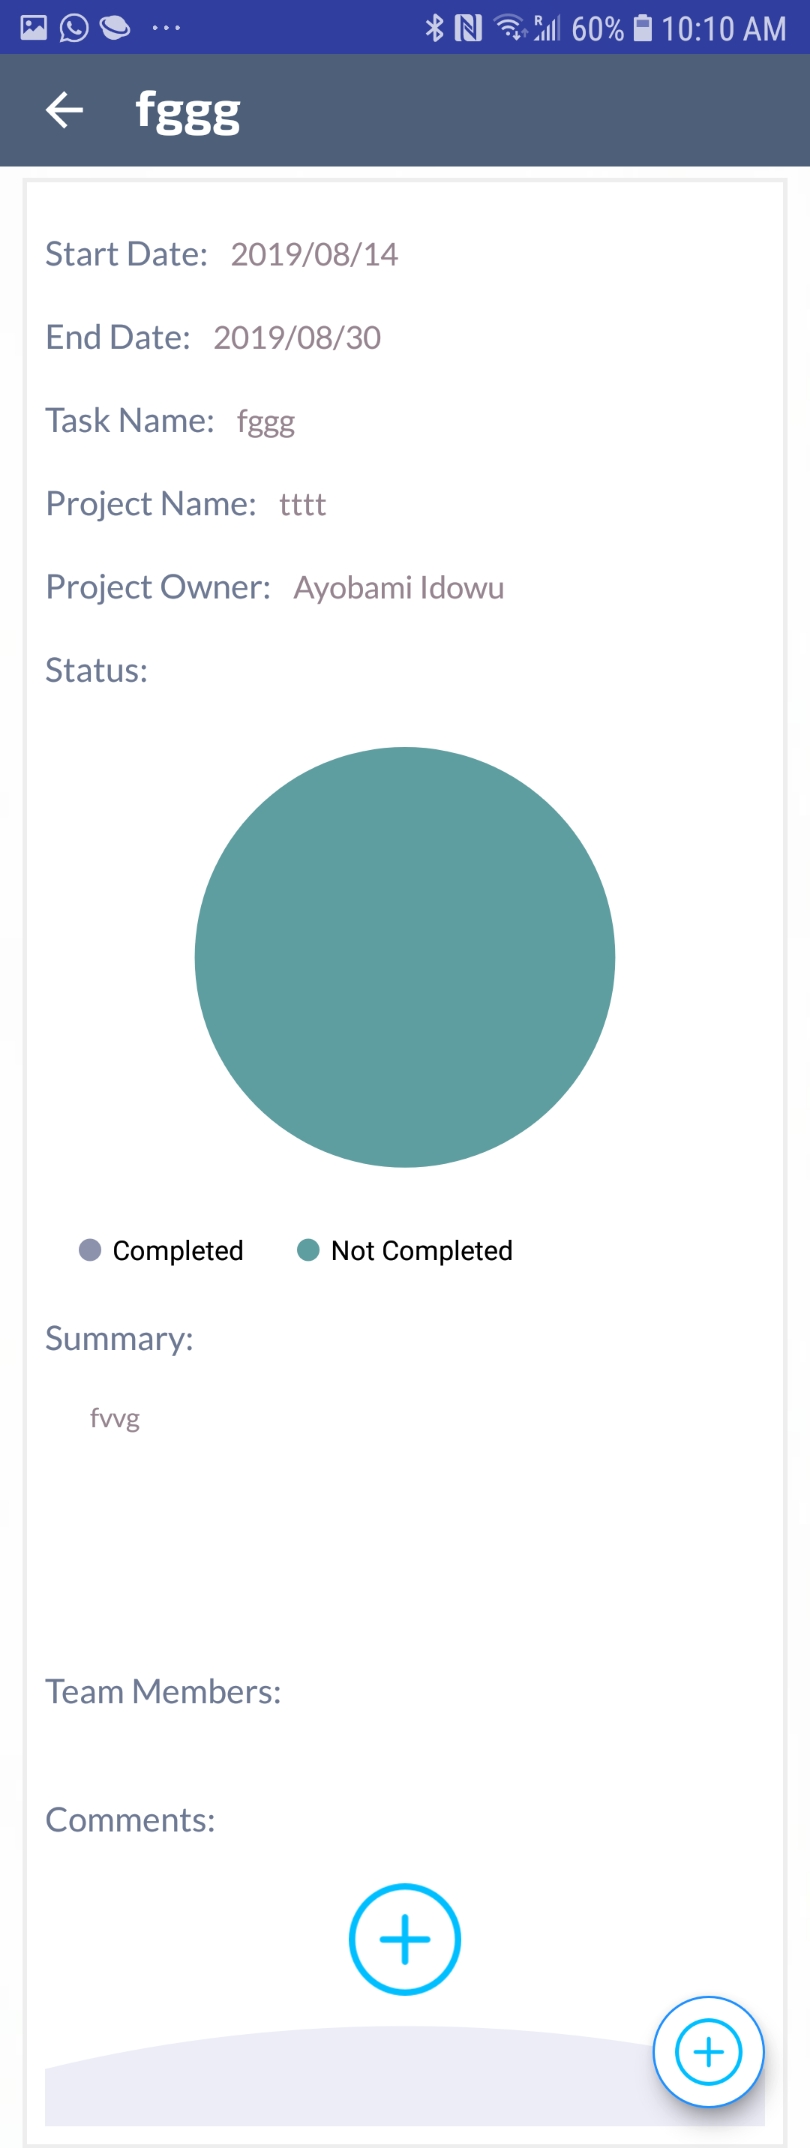 60% 10:10 AM
fggg
Start Date: 2019/08/14
End Date: 2019/08/30
Task Name: fggg
Project Name: tttt
Project Owner: Ayobami Idowu
Status:
Completed Not Completed
Summary:
fvvg
Team Members:
Comments: